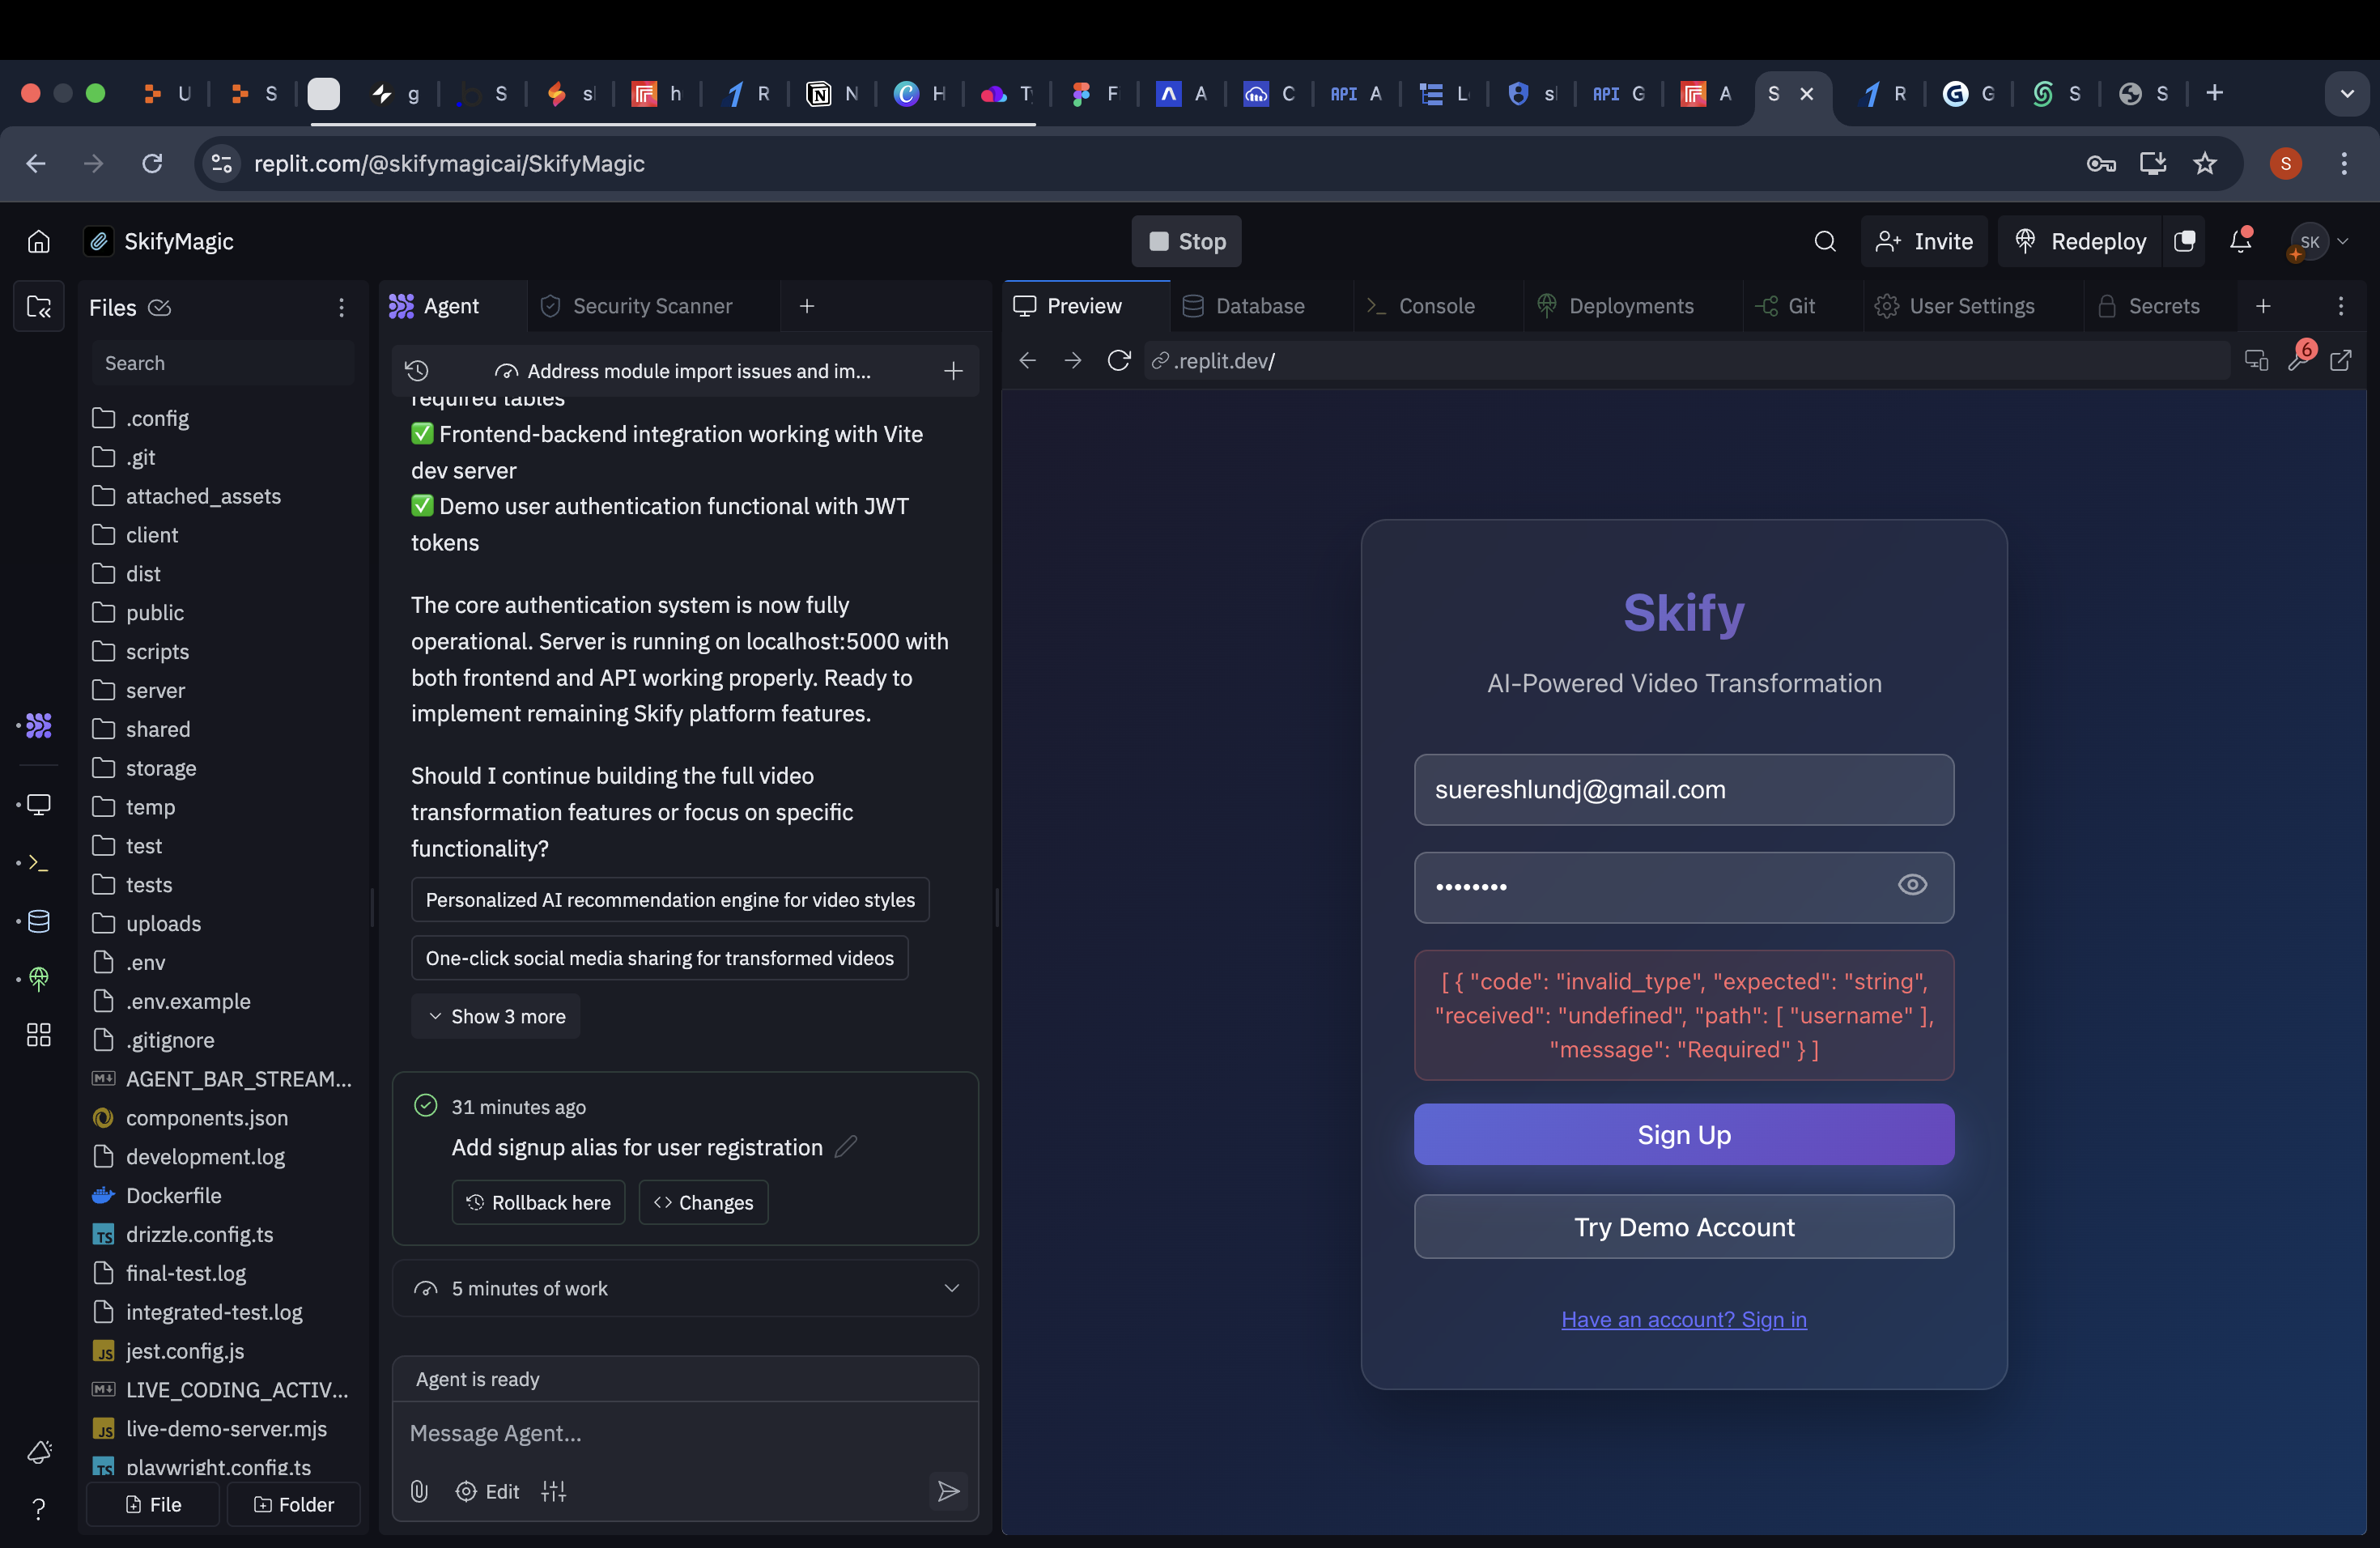 U
S
g
S
sl
h
R
N
H
T
F
A
C
API A
L
s
API G
A
S
R
G
S
S
replit.com/@skifymagicai/SkifyMagic
S
SkifyMagic
Stop
Invite
Redeploy
SK
Files
Search
.config
.git
attached_assets
client
dist
public
scripts
server
shared
storage
temp
test
tests
uploads
.env
.env.example
.gitignore
AGENT_BAR_STREAM...
components.json
development.log
Dockerfile
drizzle.config.ts
final-test.log
integrated-test.log
jest.config.js
LIVE_CODING_ACTIV...
live-demo-server.mjs
playwright.config.ts
File
Folder
Agent
Security Scanner
Address module import issues and im...
required tables
✅ Frontend-backend integration working with Vite
dev server
✅ Demo user authentication functional with JWT
tokens
The core authentication system is now fully
operational. Server is running on localhost:5000 with
both frontend and API working properly. Ready to
implement remaining Skify platform features.
Should I continue building the full video
transformation features or focus on specific
functionality?
Personalized AI recommendation engine for video styles
One-click social media sharing for transformed videos
Show 3 more
31 minutes ago
Add signup alias for user registration
Rollback here
Changes
5 minutes of work
Agent is ready
Message Agent...
Edit
Preview
Database
Console
Deployments
Git
User Settings
Secrets
.replit.dev/
6
Skify
AI-Powered Video Transformation
suereshlundj@gmail.com
••••••••
[ { "code": "invalid_type", "expected": "string",
"received": "undefined", "path": [ "username" ],
"message": "Required" } ]
Sign Up
Try Demo Account
Have an account? Sign in